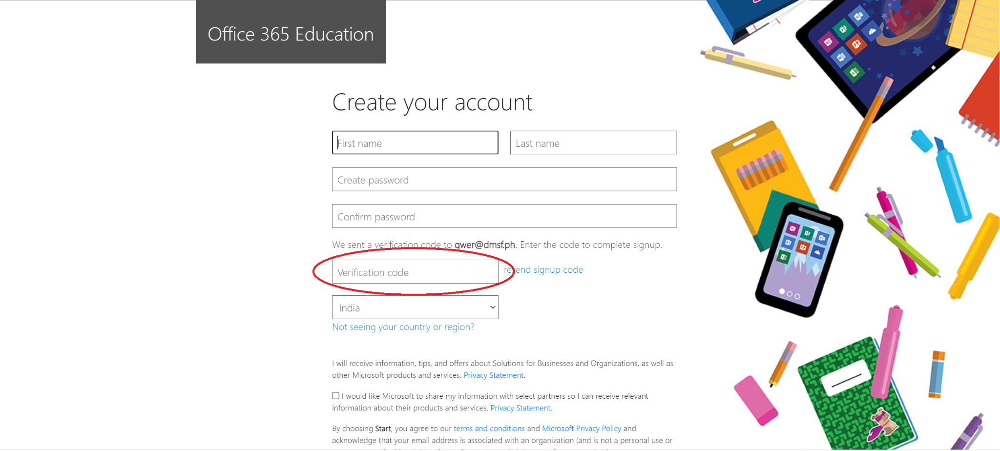 Office 365 Education
Create your account
First name
Last name
Create password
Confirm password
We sent a verification code to qwer@dmsf.ph. Enter the code to complete signup.
Verification code
resend signup code
India
Not seeing your country or region?
I will receive information, tips, and offers about Solutions for Businesses and Organizations, as well as
other Microsoft products and services. Privacy Statement.
I would like Microsoft to share my information with select partners so I can receive relevant
information about their products and services. Privacy Statement.
By choosing Start, you agree to our terms and conditions and Microsoft Privacy Policy and
acknowledge that your email address is associated with an organization (and is not a personal use or